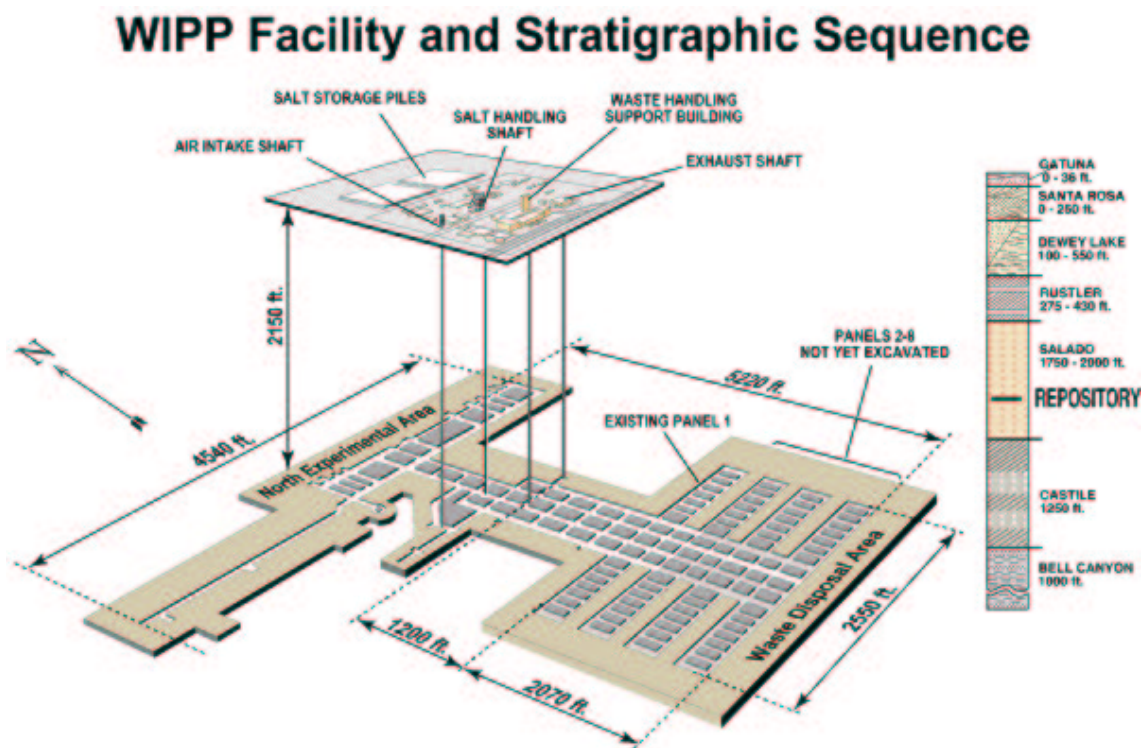 WIPP Facility and Stratigraphic Sequence
SALT STORAGE PILES
SALT HANDLING
SHAFT
WASTE HANDLING
SUPPORT BUILDING
AIR INTAKE SHAFT
EXHAUST SHAFT
2150 ft.
N
4540 ft.
North Experimental Area
5220 ft.
PANELS 2-8
NOT YET EXCAVATED
EXISTING PANEL 1
Waste Disposal Area
2550 ft.
1200 ft.
2070 ft.
GATUNA
0 - 36 ft.
SANTA ROSA
0 - 250 ft.
DEWEY LAKE
100 - 550 ft.
RUSTLER
275 - 430 ft.
SALADO
1750 - 2000 ft.
REPOSITORY
CASTILE
1250 ft.
BELL CANYON
1000 ft.